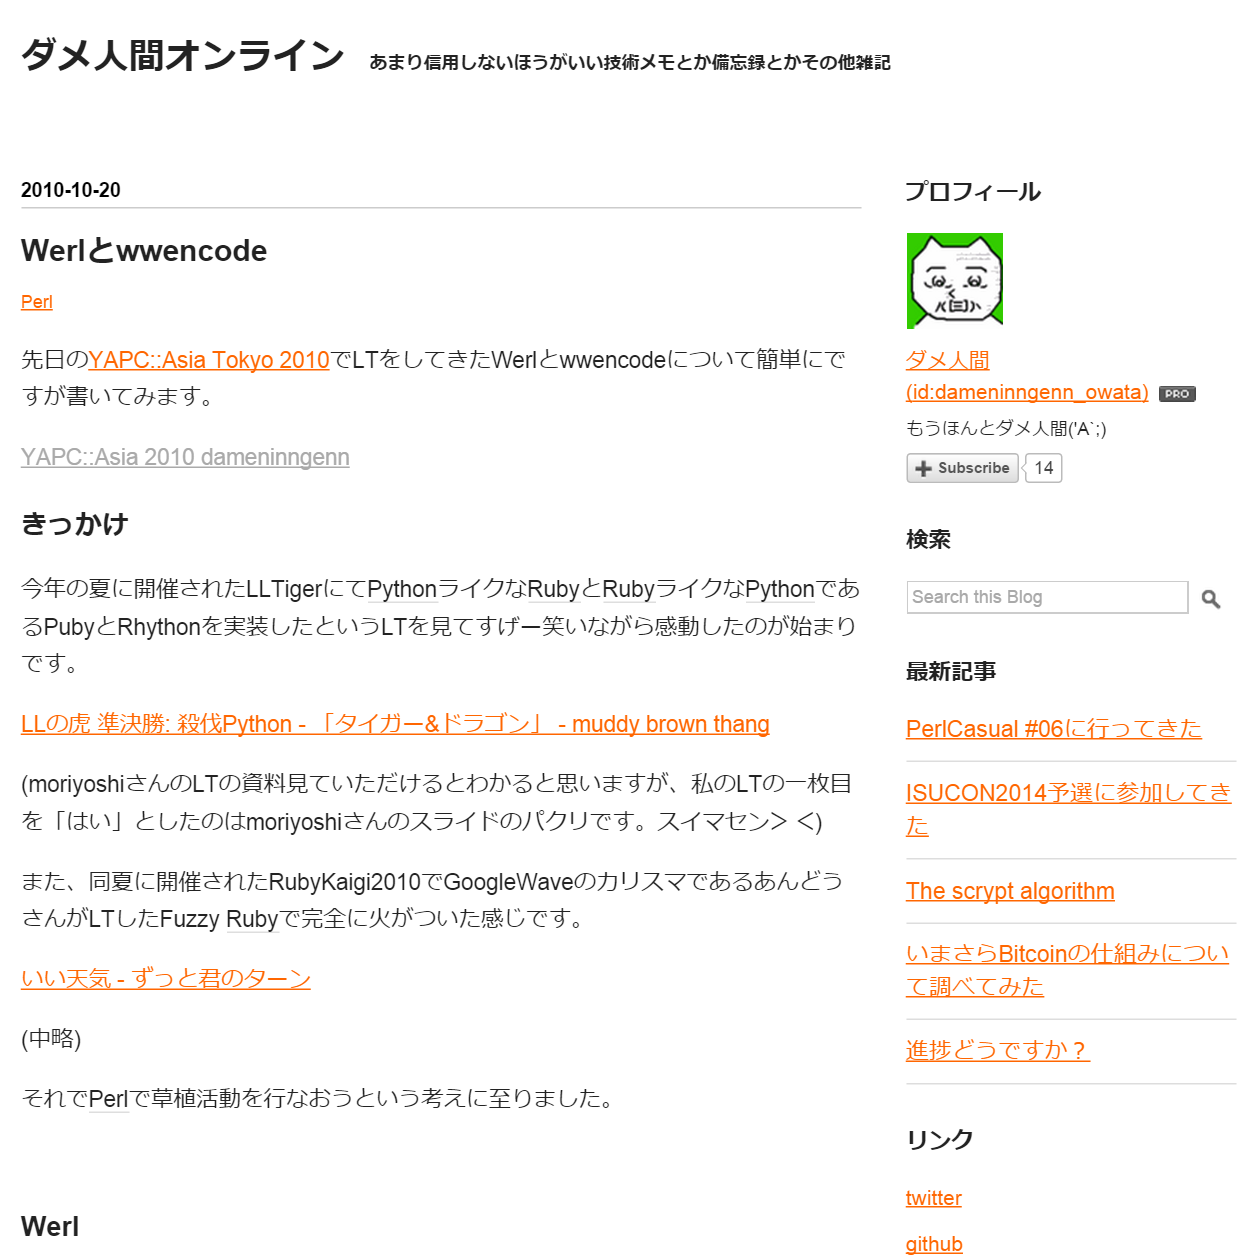 ダメ人間オンライン あまり信用しないほうがいい技術メモとか備忘録とかその他雑記
2010-10-20
Werlとwwencode
Perl
先日のYAPC::Asia Tokyo 2010でLTをしてきたWerlとwwencodeについて簡単にで
すが書いてみます。
YAPC::Asia 2010 dameninngenn
きっかけ
今年の夏に開催されたLLTigerにてPythonライクなRubyとRubyライクなPythonであ
るPubyとRhythonを実装したというLTを見てすげー笑いながら感動したのが始まり
です。
LLの虎 準決勝: 殺伐Python - 「タイガー&ドラゴン」 - muddy brown thang
(moriyoshiさんのLTの資料見ていただけるとわかると思いますが、私のLTの一枚目
を「はい」としたのはmoriyoshiさんのスライドのパクリです。スイマセン＞＜)
また、同夏に開催されたRubyKaigi2010でGoogleWaveのカリスマであるあんどう
さんがLTしたFuzzy Rubyで完全に火がついた感じです。
いい天気 - ずっと君のターン
(中略)
それでPerlで草植活動を行なおうという考えに至りました。
Werl
プロフィール
ダメ人間
(id:dameninngenn_owata) PRO
もうほんとダメ人間('A`;)
Subscribe 14
検索
Search this Blog
最新記事
PerlCasual #06に行ってきた
ISUCON2014予選に参加してき
た
The scrypt algorithm
いまさらBitcoinの仕組みについ
て調べてみた
進捗どうですか？
リンク
twitter
github